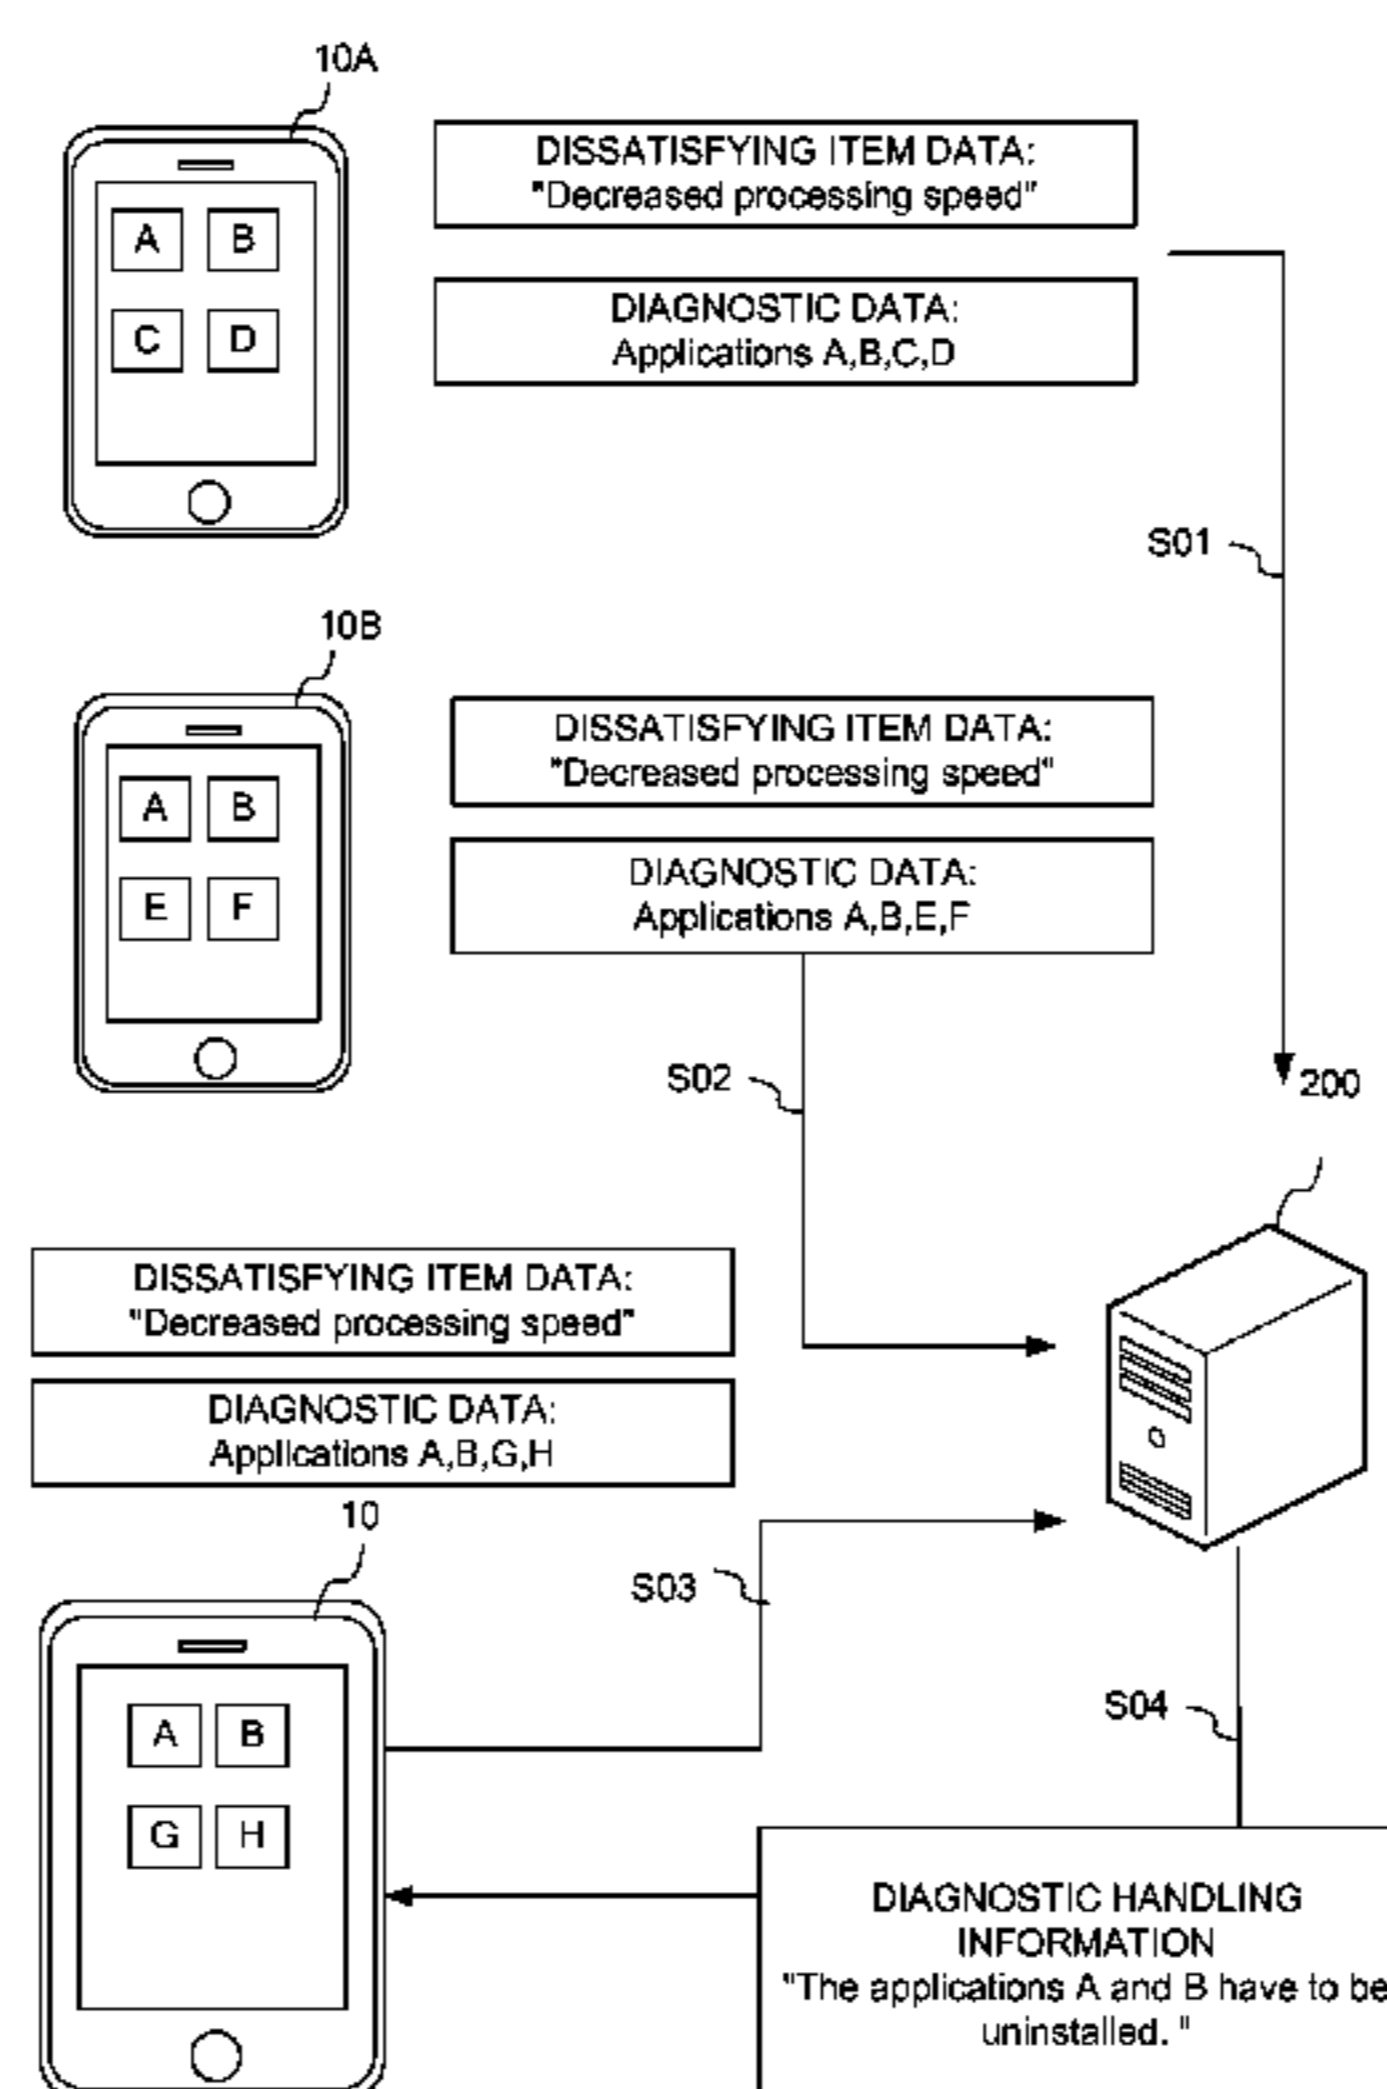 10A
DISSATISFYING ITEM DATA:
"Decreased processing speed"
A B
C D
DIAGNOSTIC DATA:
Applications A,B,C,D
S01
10B
DISSATISFYING ITEM DATA:
"Decreased processing speed"
A B
E F
DIAGNOSTIC DATA:
Applications A,B,E,F
S02
200
DISSATISFYING ITEM DATA:
"Decreased processing speed"
DIAGNOSTIC DATA:
Applications A,B,G,H
10
S03
A B
G H
S04
DIAGNOSTIC HANDLING
INFORMATION
"The applications A and B have to be
uninstalled. "